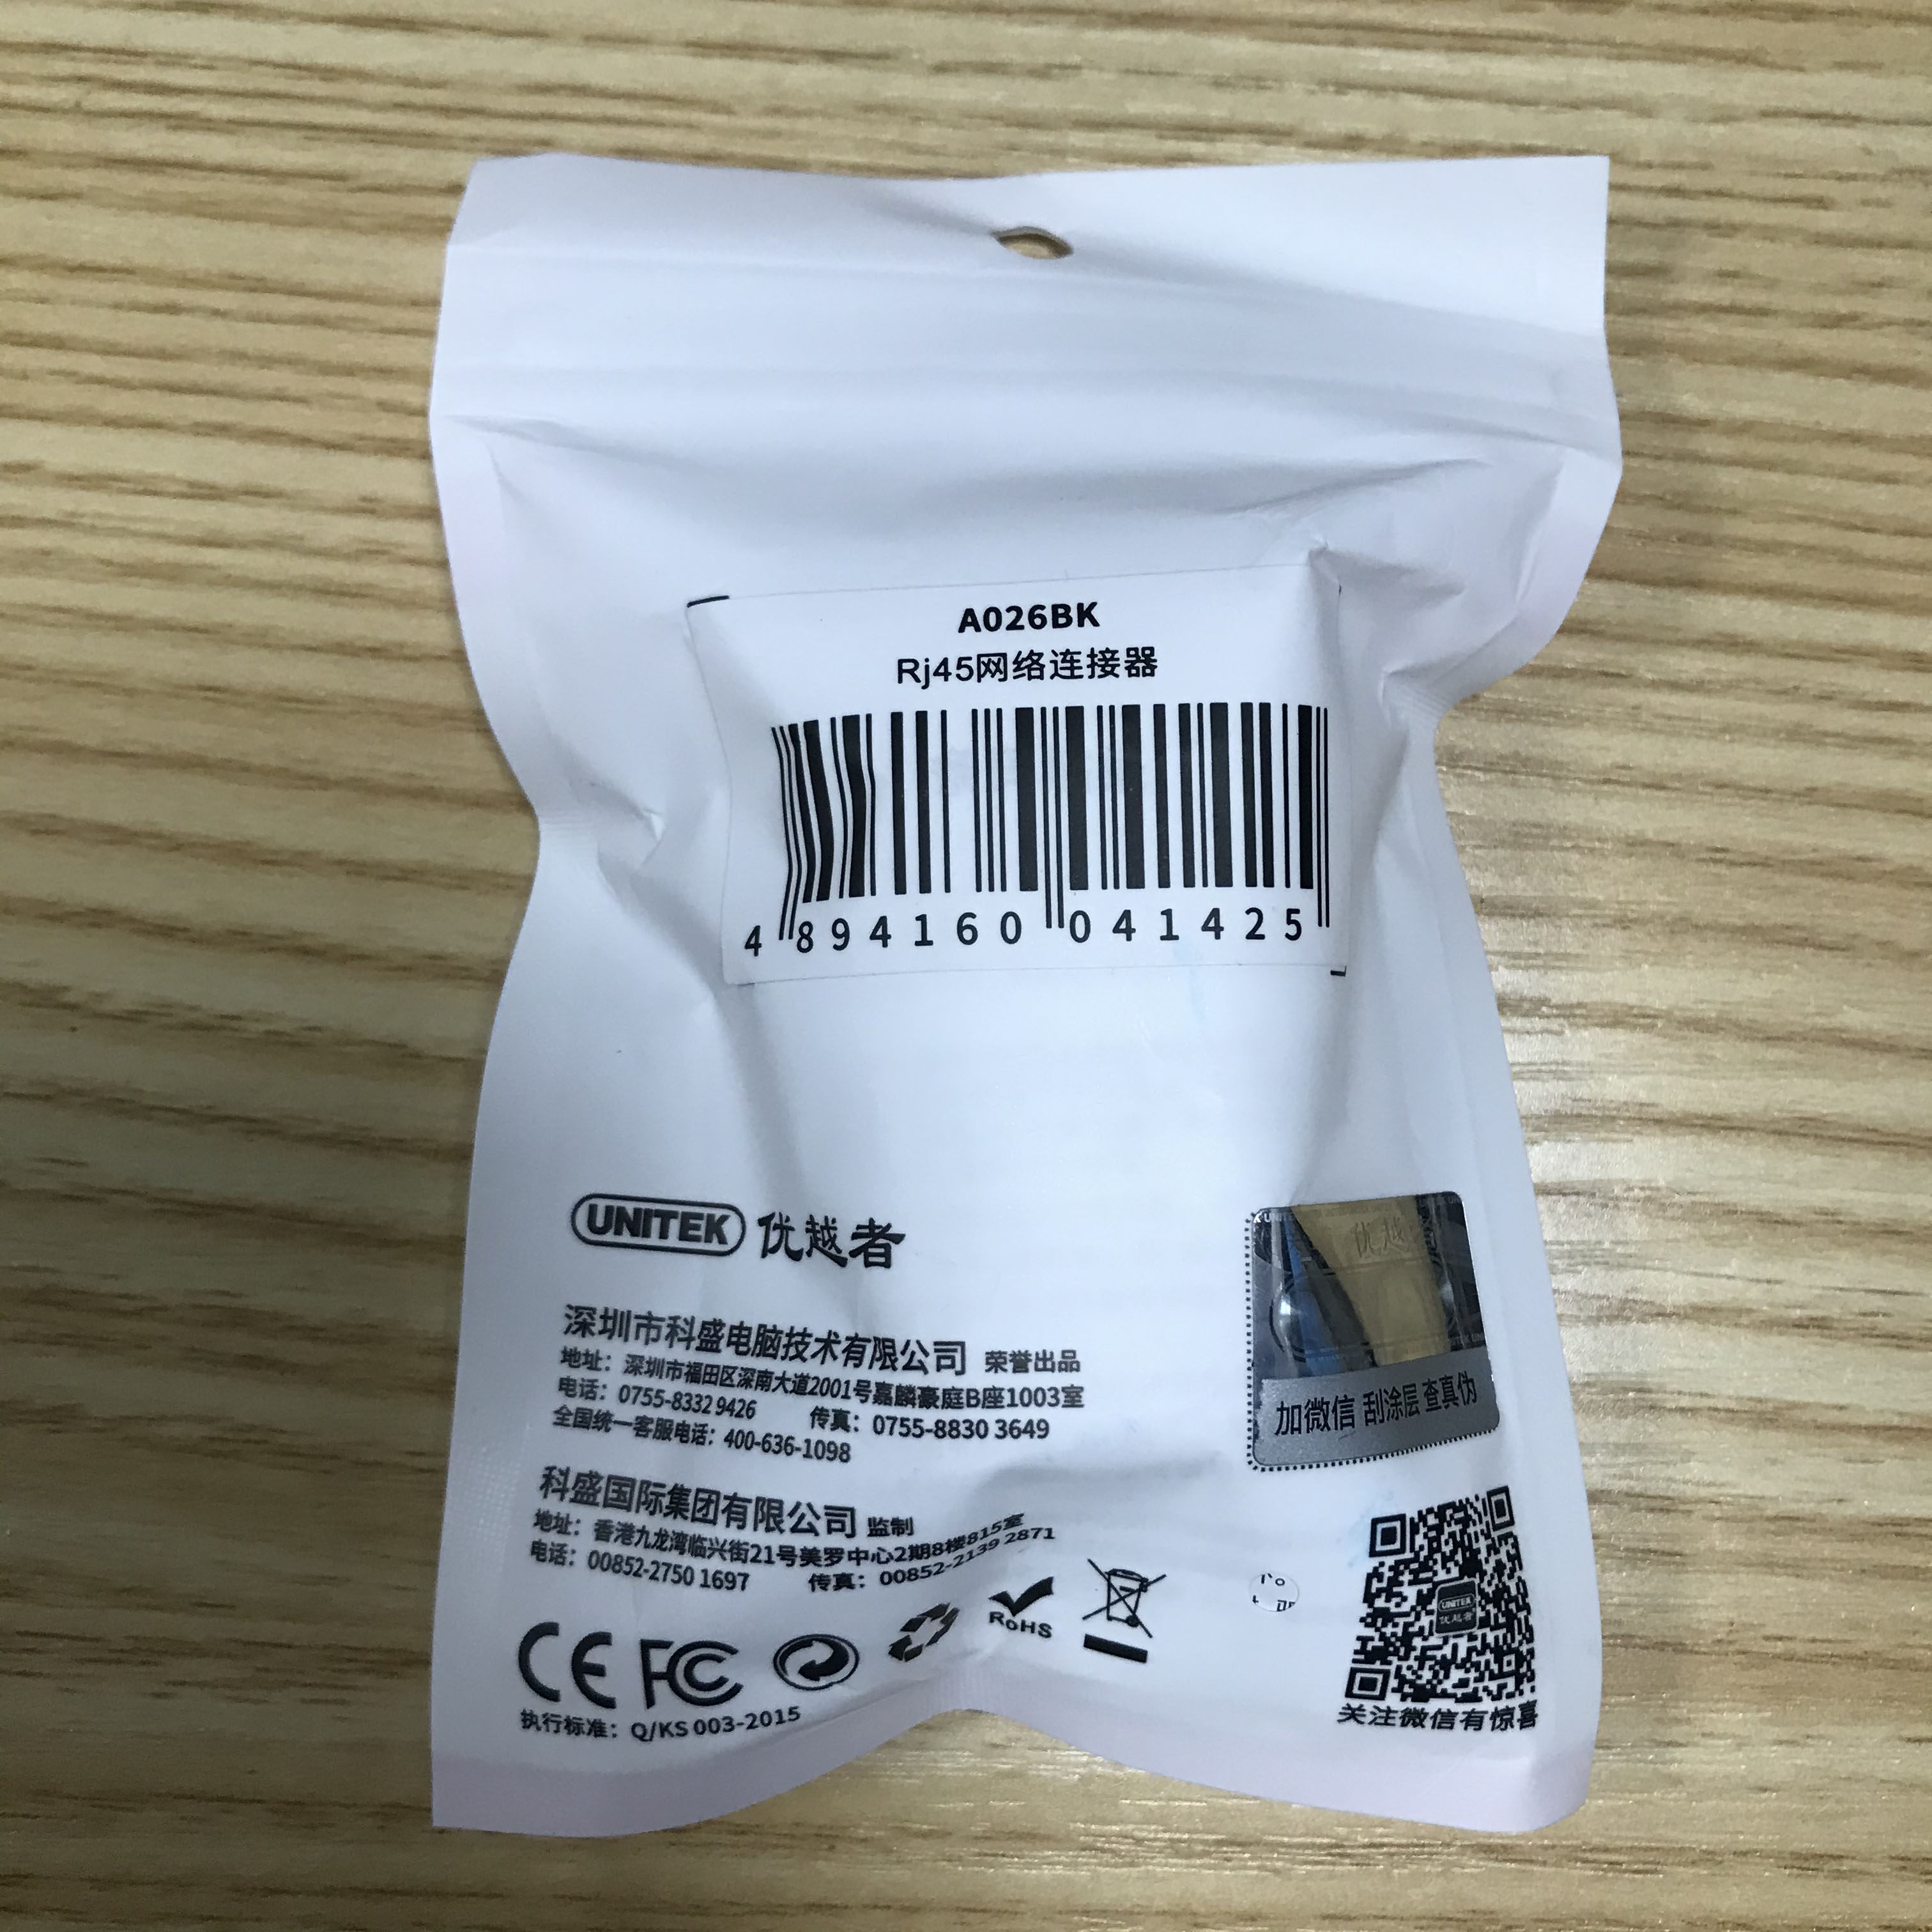 A026BK
Rj45网络连接器
4 894160 041425
UNITEK 优越者
深圳市科盛电脑技术有限公司 荣誉出品
地址：深圳市福田区深南大道2001号嘉麟豪庭B座1003室
电话：0755-8332 9426 传真：0755-8830 3649
全国统一客服电话：400-636-1098
科盛国际集团有限公司 监制
地址：香港九龙湾临兴街21号美罗中心2期8楼815室
电话：00852-2750 1697 传真：00852-2139 2871
CE FC RoHS
执行标准：Q/KS 003-2015
优越
加微信 刮涂层 查真伪
UNITEK
优越者
关注微信有惊喜